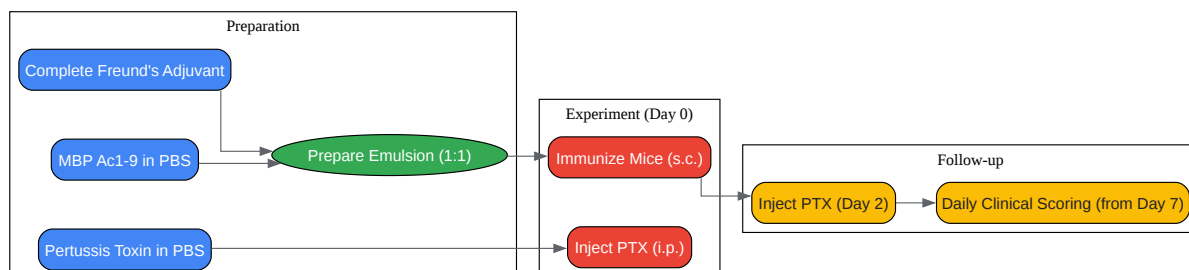 Preparation
Complete Freund's Adjuvant
MBP Ac1-9 in PBS
Prepare Emulsion (1:1)
Pertussis Toxin in PBS
Experiment (Day 0)
Immunize Mice (s.c.)
Inject PTX (i.p.)
Follow-up
Inject PTX (Day 2)
Daily Clinical Scoring (from Day 7)